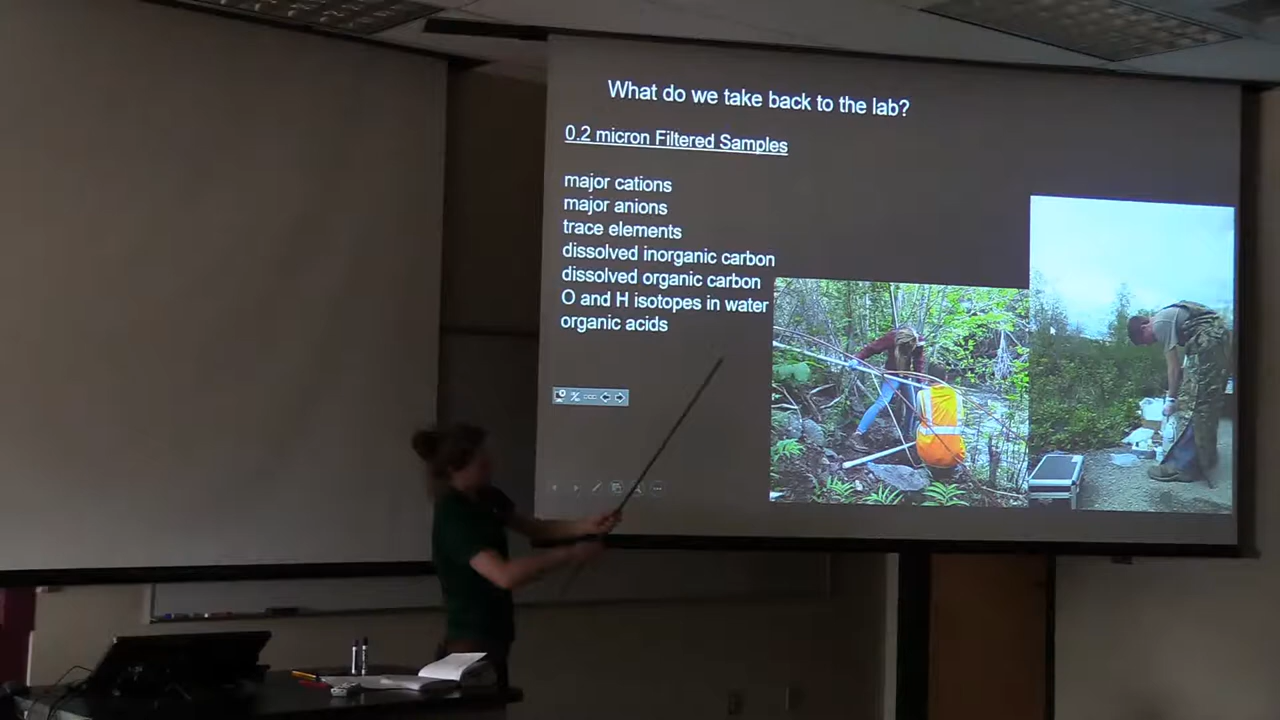 What do we take back to the lab?
0.2 micron Filtered Samples
major cations
major anions
trace elements
dissolved inorganic carbon
dissolved organic carbon
O and H isotopes in water
organic acids